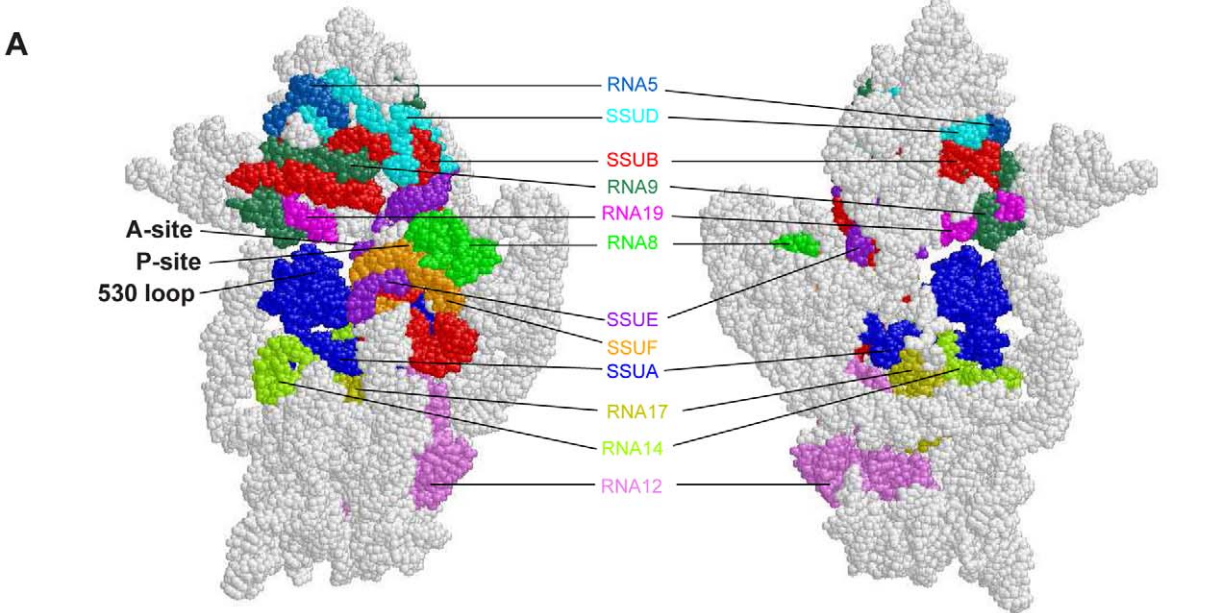 A
RNA5
SSUD
SSUB
RNA9
RNA19
A-site
RNA8
P-site
530 loop
SSUE
SSUF
SSUA
RNA17
RNA14
RNA12